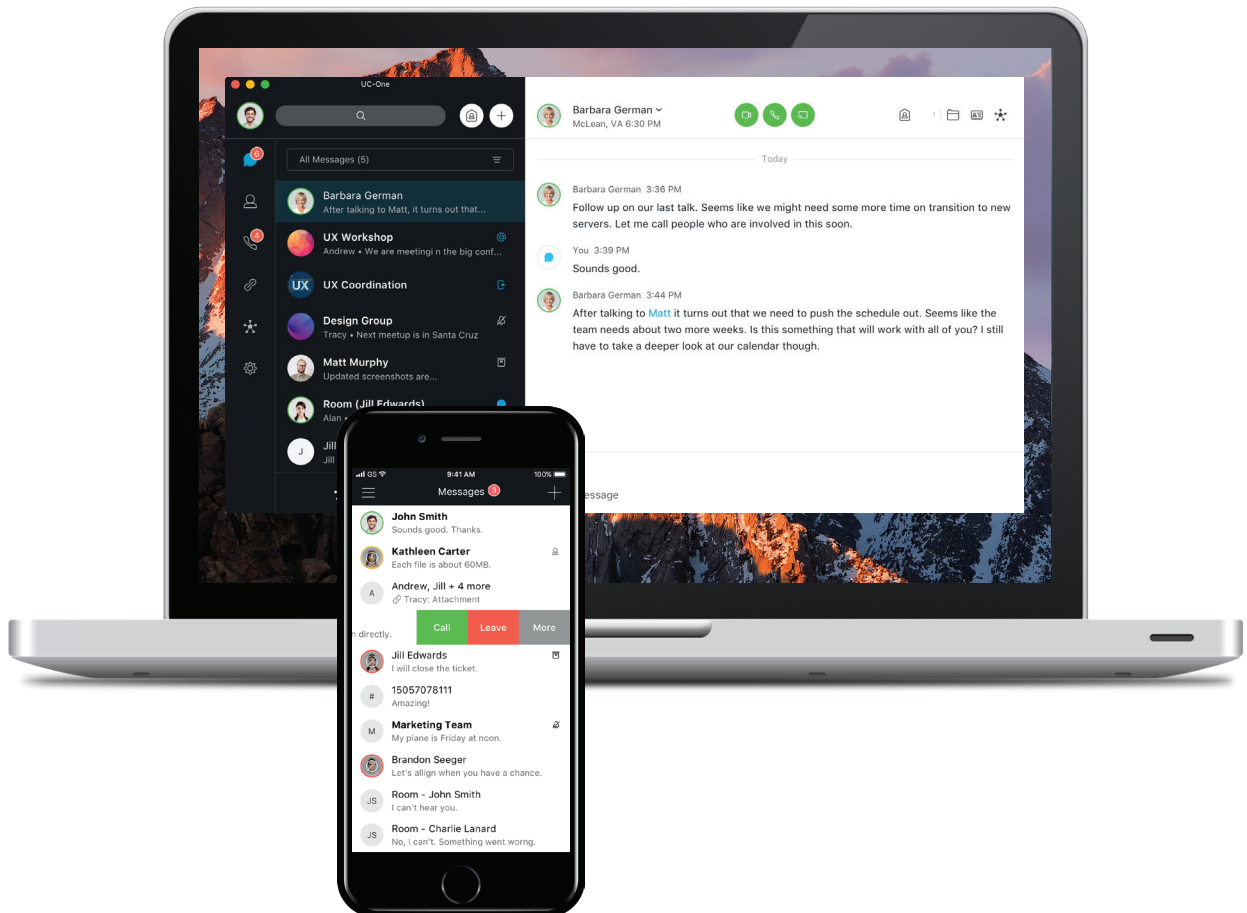 UC-One
6
All Messages (5)
Barbara German
After talking to Matt, it turns out that...
4
UX Workshop
@
Andrew • We are meetingi n the big conf...
UX
UX Coordination
Design Group
Tracy • Next meetup is in Santa Cruz
Matt Murphy
Updated screenshots are...
Room (Jill Edwards)
Alan •
J
Jill
Jill
Barbara German
McLean, VA 6:30 PM
Today
Barbara German 3:36 PM
Follow up on our last talk. Seems like we might need some more time on transition to new
servers. Let me call people who are involved in this soon.
You 3:39 PM
Sounds good.
Barbara German 3:44 PM
After talking to Matt it turns out that we need to push the schedule out. Seems like the
team needs about two more weeks. Is this something that will work with all of you? I still
have to take a deeper look at our calendar though.
essage
GS
9:41 AM
100%
Messages 3
John Smith
Sounds good. Thanks.
Kathleen Carter
Each file is about 60MB.
A
Andrew, Jill + 4 more
Tracy: Attachment
n directly.
Call
Leave
More
Jill Edwards
I will close the ticket.
#
15057078111
Amazing!
M
Marketing Team
My plane is Friday at noon.
Brandon Seeger
Let's allign when you have a chance.
JS
Room - John Smith
I can't hear you.
JS
Room - Charlie Lanard
No, I can't. Something went worng.